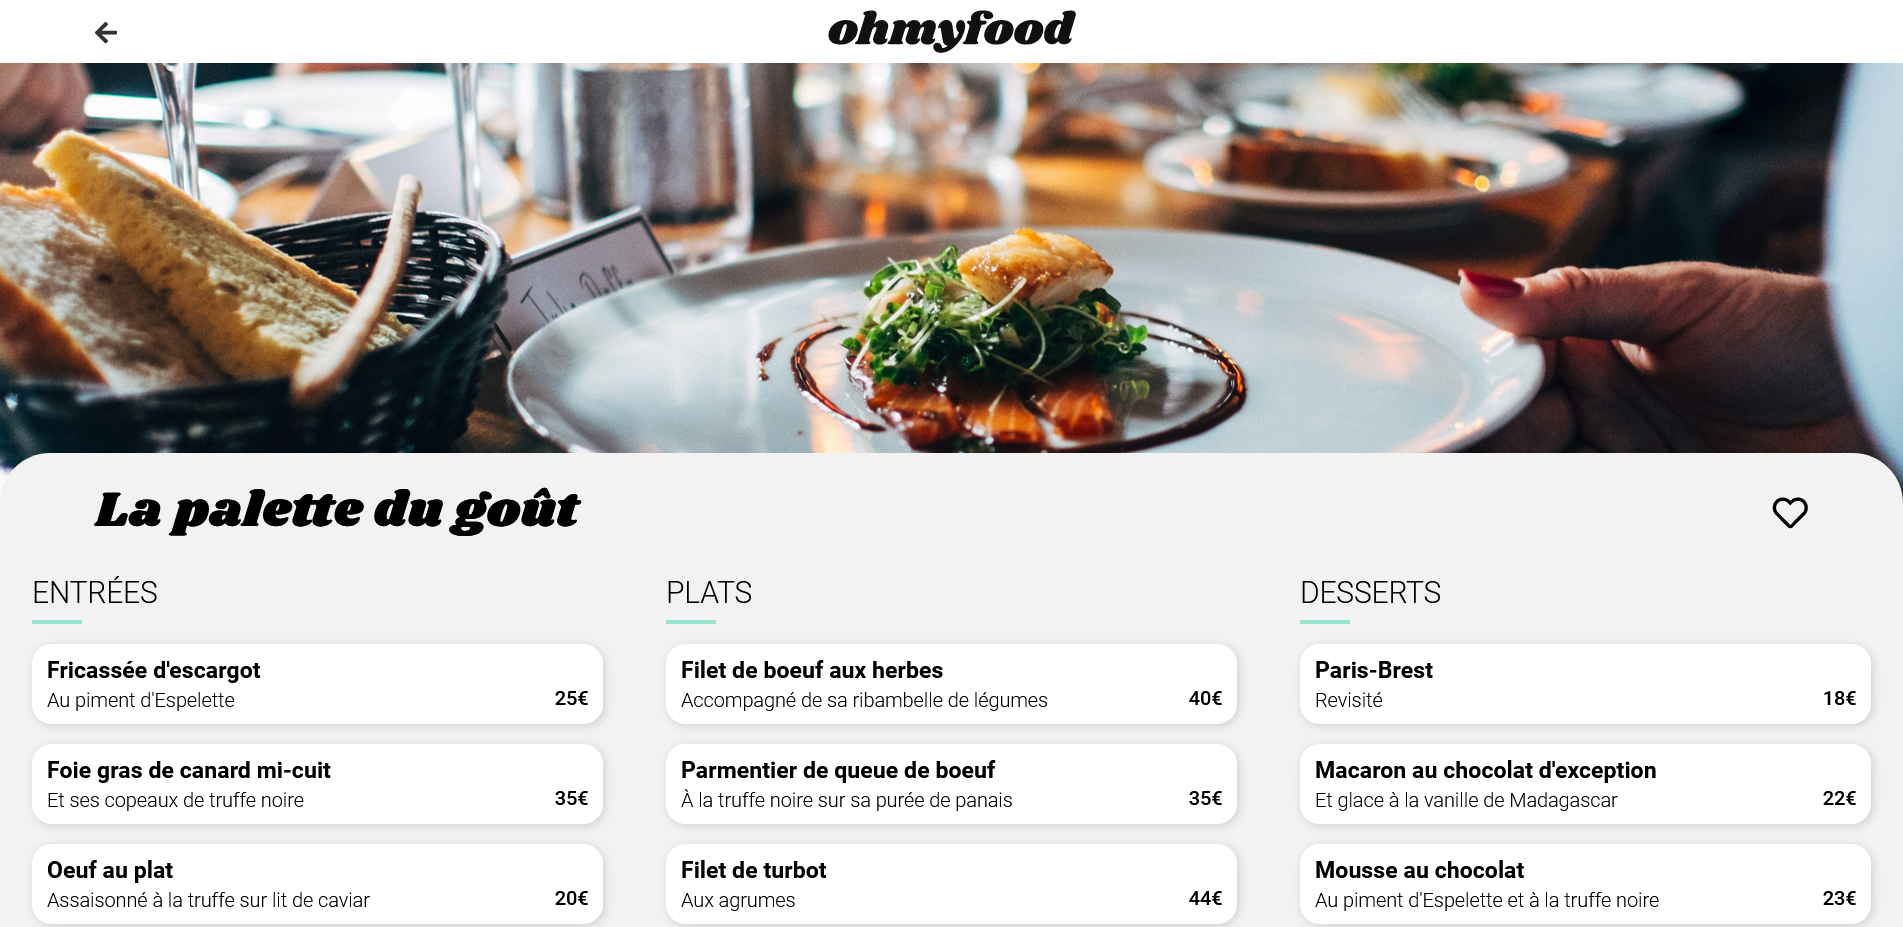 ohmyfood
La palette du goût
ENTRÉES
Fricassée d'escargot
Au piment d'Espelette
25€
Foie gras de canard mi-cuit
Et ses copeaux de truffe noire
35€
Oeuf au plat
Assaisonné à la truffe sur lit de caviar
20€
PLATS
Filet de boeuf aux herbes
Accompagné de sa ribambelle de légumes
40€
Parmentier de queue de boeuf
À la truffe noire sur sa purée de panais
35€
Filet de turbot
Aux agrumes
44€
DESSERTS
Paris-Brest
Revisité
18€
Macaron au chocolat d'exception
Et glace à la vanille de Madagascar
22€
Mousse au chocolat
Au piment d'Espelette et à la truffe noire
23€